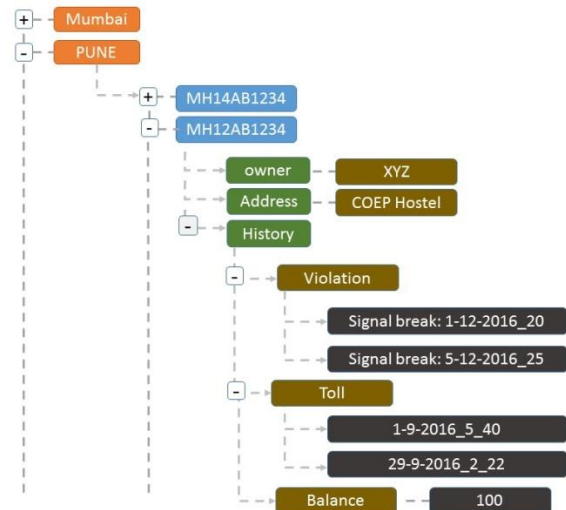 + Mumbai
- PUNE
+ MH14AB1234
- MH12AB1234
owner XYZ
Address COEP Hostel
- History
- Violation
Signal break: 1-12-2016_20
Signal break: 5-12-2016_25
- Toll
1-9-2016_5_40
29-9-2016_2_22
Balance 100